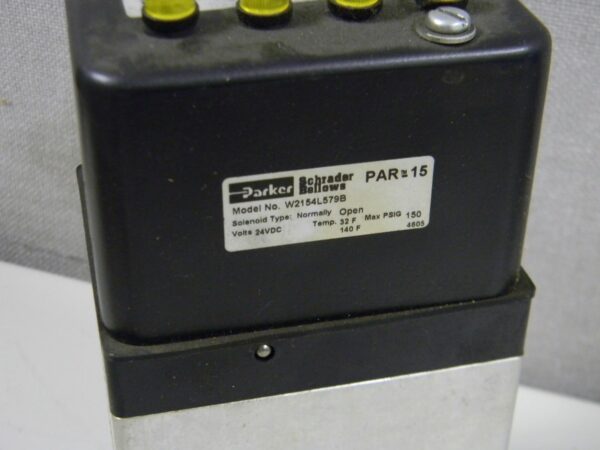 Parker Schrader Bellows PAR™-15
Model No. W2154L579B
Solenoid Type: Normally Open
Volts 24VDC Temp. 32 F Max PSIG 150
140 F 4605